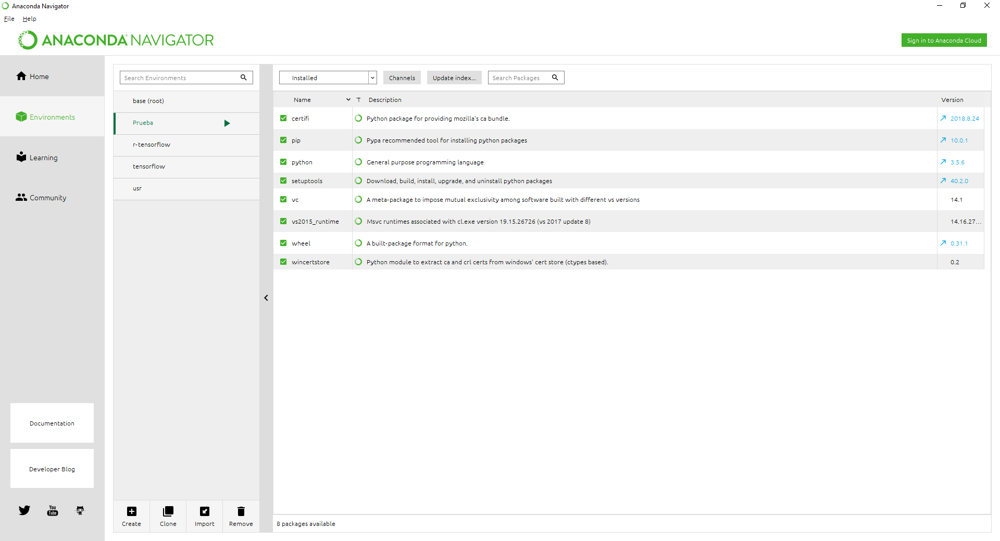 Anaconda Navigator
File Help
ANACONDA NAVIGATOR
Sign in to Anaconda Cloud
Home
Environments
Learning
Community
Documentation
Developer Blog
You
Tube
Search Environments
base (root)
Prueba
r-tensorflow
tensorflow
usr
Create Clone Import Remove
Installed Channels Update index... Search Packages
Name T Description Version
certifi Python package for providing mozilla's ca bundle. 2018.8.24
pip Pypa recommended tool for installing python packages 10.0.1
python General purpose programming language 3.5.6
setuptools Download, build, install, upgrade, and uninstall python packages 40.2.0
vc A meta-package to impose mutual exclusivity among software built with different vs versions 14.1
vs2015_runtime Msvc runtimes associated with cl.exe version 19.15.26726 (vs 2017 update 8) 14.16.27...
wheel A built-package format for python. 0.31.1
wincertstore Python module to extract ca and crl certs from windows' cert store (ctypes based). 0.2
8 packages available